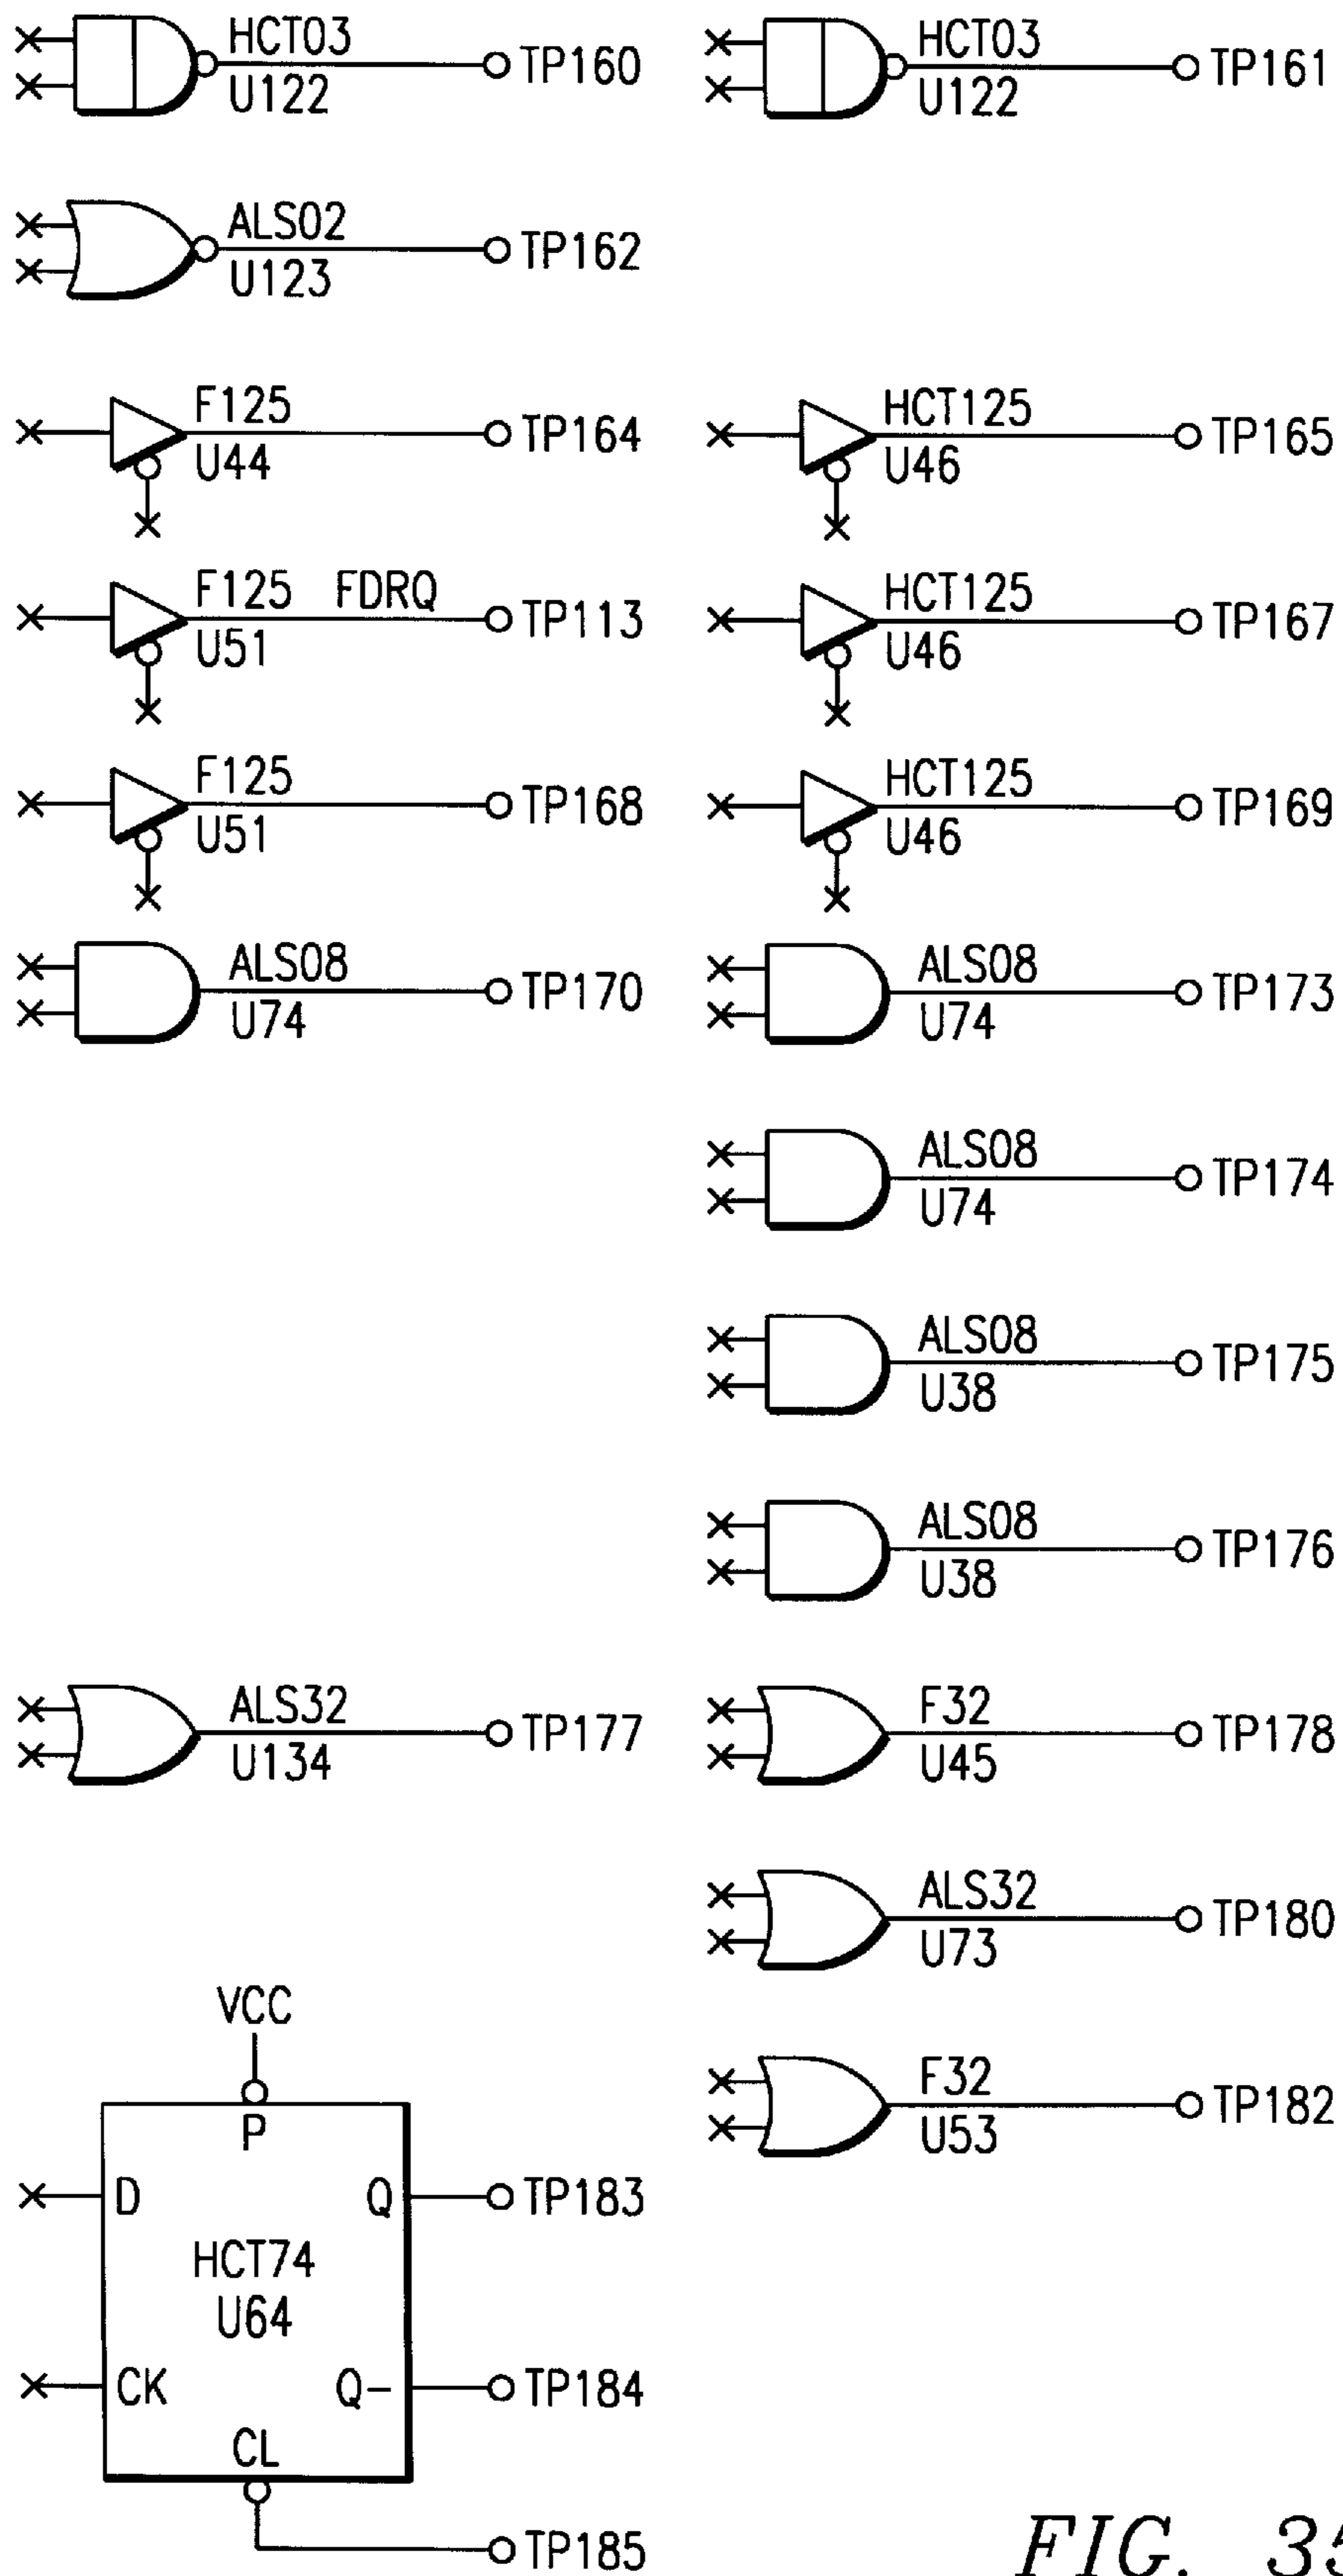 HCT03
U122
TP160
HCT03
U122
TP161
ALS02
U123
TP162
F125
U44
TP164
HCT125
U46
TP165
F125 FDRQ
U51
TP113
HCT125
U46
TP167
F125
U51
TP168
HCT125
U46
TP169
ALS08
U74
TP170
ALS08
U74
TP173
ALS08
U74
TP174
ALS08
U38
TP175
ALS08
U38
TP176
ALS32
U134
TP177
F32
U45
TP178
ALS32
U73
TP180
F32
U53
TP182
VCC
P
D
Q
TP183
HCT74
U64
CK
Q-
TP184
CL
TP185
FIG. 35